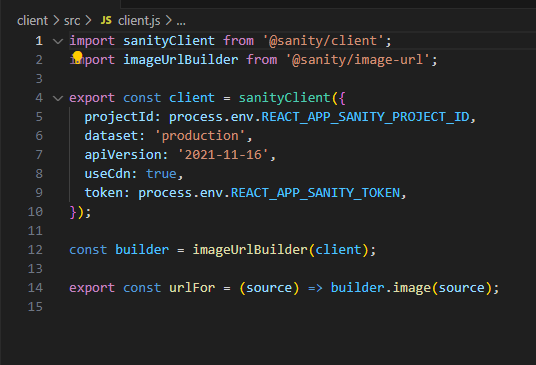 client > src > JS client.js > ...
1 import sanityClient from '@sanity/client';
2 import imageUrlBuilder from '@sanity/image-url';
3
4 export const client = sanityClient({
5 projectId: process.env.REACT_APP_SANITY_PROJECT_ID,
6 dataset: 'production',
7 apiVersion: '2021-11-16',
8 useCdn: true,
9 token: process.env.REACT_APP_SANITY_TOKEN,
10 });
11
12 const builder = imageUrlBuilder(client);
13
14 export const urlFor = (source) => builder.image(source);
15